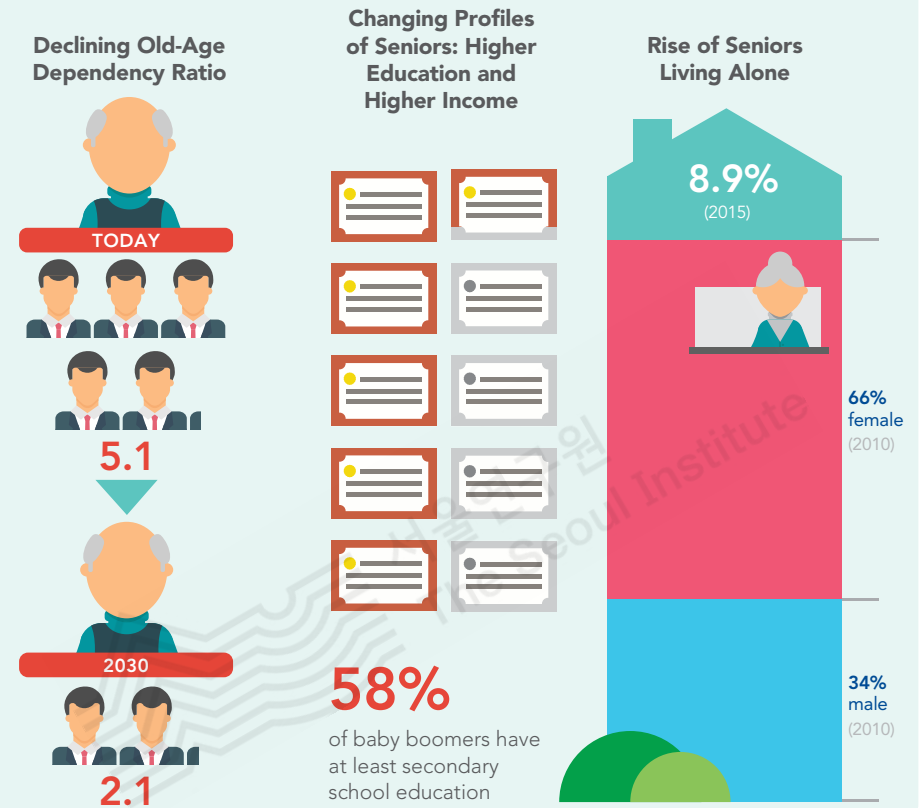 Declining Old-Age
Dependency Ratio
TODAY
5.1
2030
2.1
Changing Profiles
of Seniors: Higher
Education and
Higher Income
58%
of baby boomers have
at least secondary
school education
Rise of Seniors
Living Alone
8.9%
(2015)
66%
female
(2010)
34%
male
(2010)
서울연구원
The Seoul Institute